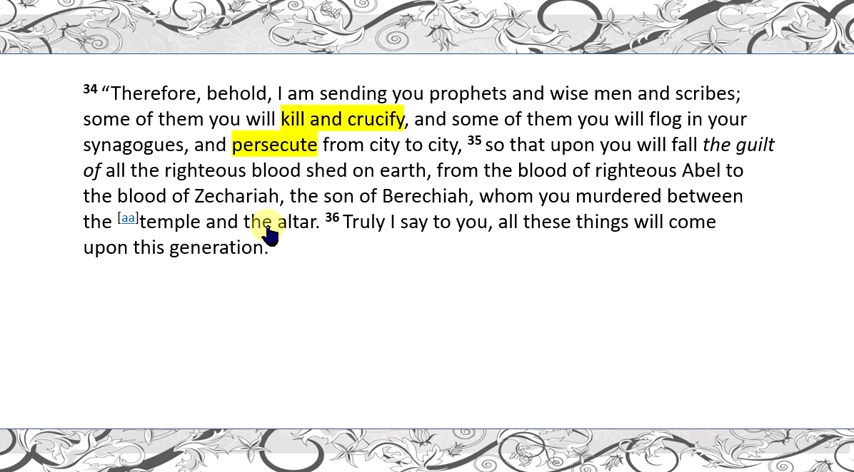 34 “Therefore, behold, I am sending you prophets and wise men and scribes;
some of them you will kill and crucify, and some of them you will flog in your
synagogues, and persecute from city to city, 35 so that upon you will fall the guilt
of all the righteous blood shed on earth, from the blood of righteous Abel to
the blood of Zechariah, the son of Berechiah, whom you murdered between
the [aa]temple and the altar. 36 Truly I say to you, all these things will come
upon this generation.